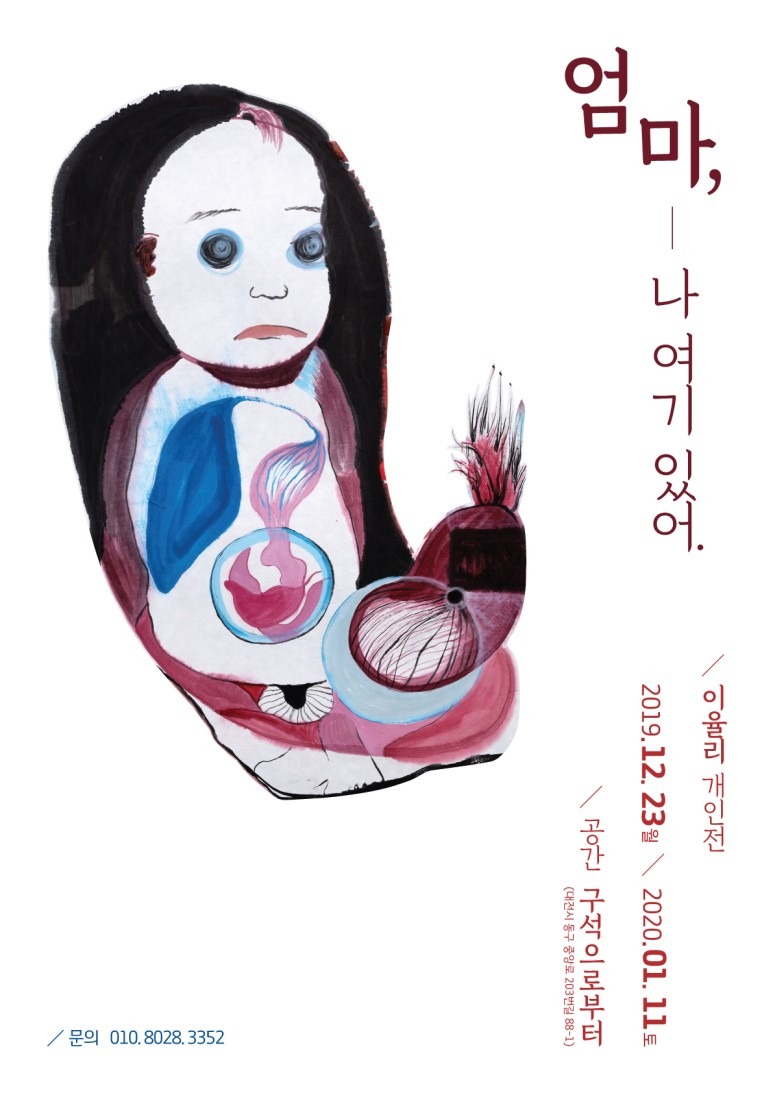 엄마,
— 나 여기 있어.
/ 이율리 개인전
2019.12. 23월 / 2020.01. 11토
/ 공간 구석으로부터
(대전시 동구 중앙로 203번길 88-1)
/ 문의 010. 8028. 3352